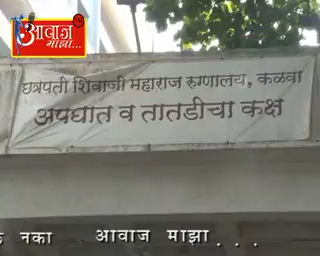 आवाज
माझा...
छत्रपती शिवाजी महाराज रुग्णालय, कळवा
अपघात व तातडीचा कक्ष
नका आवाज माझा...